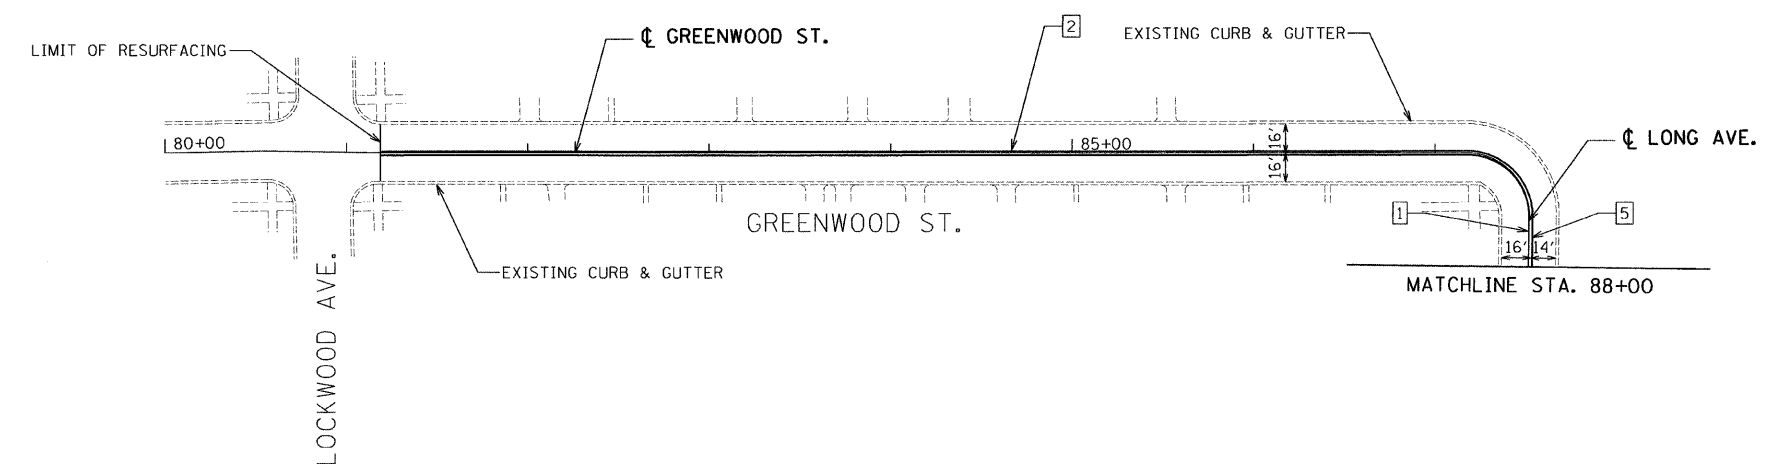 LIMIT OF RESURFACING
℄ GREENWOOD ST.
2
EXISTING CURB & GUTTER
80+00
85+00
16'
16'
℄ LONG AVE.
1
5
GREENWOOD ST.
16'
14'
EXISTING CURB & GUTTER
MATCHLINE STA. 88+00
LOCKWOOD AVE.